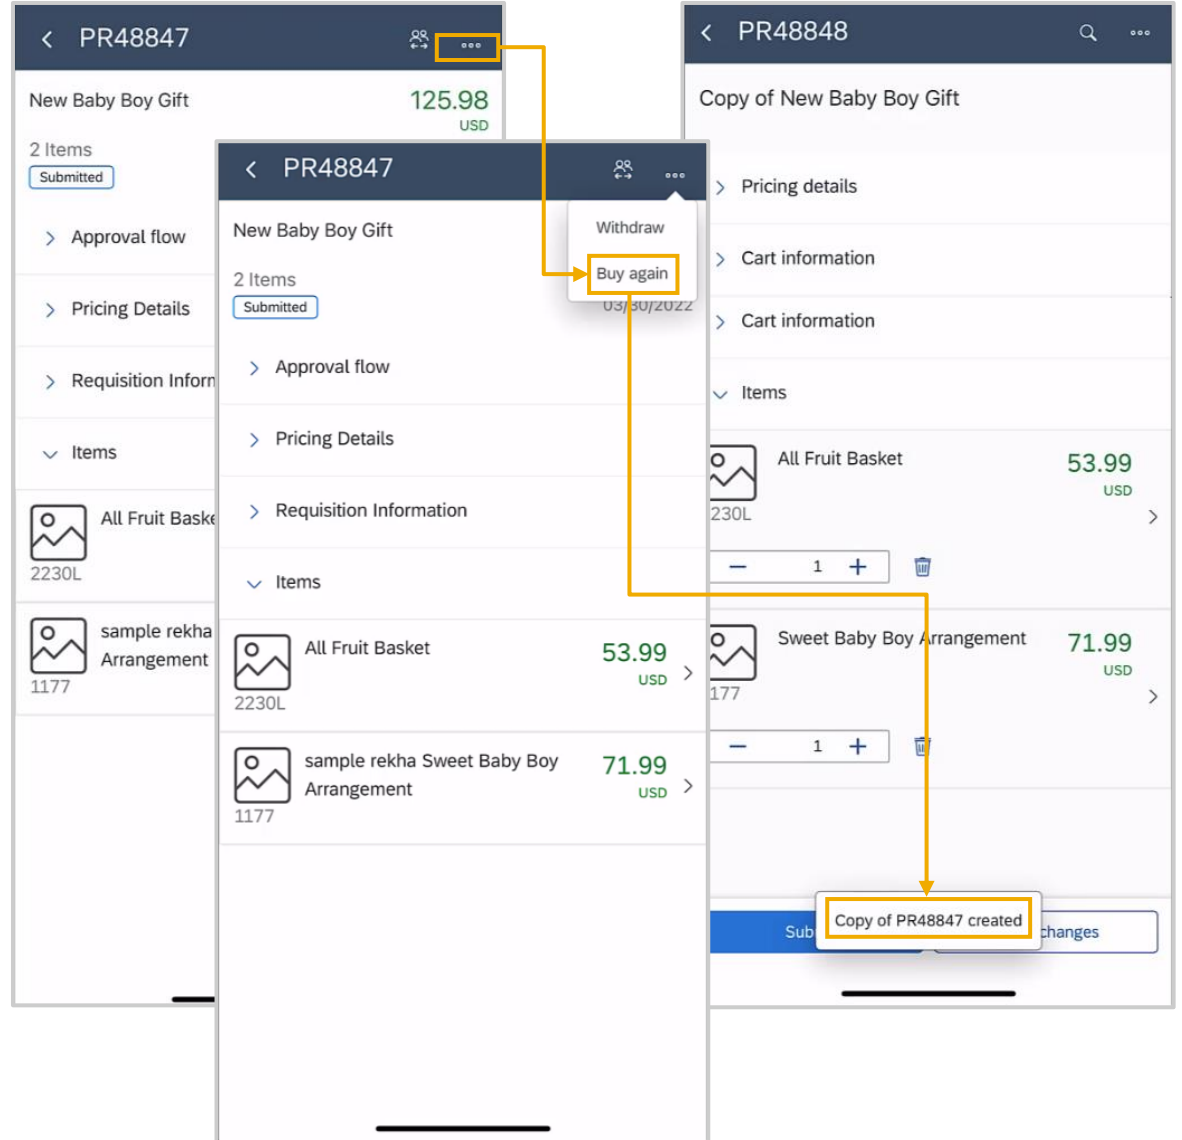 PR48847
New Baby Boy Gift
125.98
USD
2 Items
Submitted
Approval flow
Pricing Details
Requisition
Items
All Fruit
2230L
sample rekha
Arrangement
1177
PR48847
Withdraw
Buy again
New Baby Boy Gift
2 Items
Submitted
03/30/2022
Approval flow
Pricing Details
Requisition Information
Items
All Fruit Basket
53.99
USD
2230L
sample rekha Sweet Baby Boy
Arrangement
71.99
USD
1177
PR48848
Copy of New Baby Boy Gift
Pricing details
Cart information
Cart information
Items
All Fruit Basket
53.99
USD
230L
1
Sweet Baby Boy Arrangement
71.99
USD
177
1
Copy of PR48847 created
changes